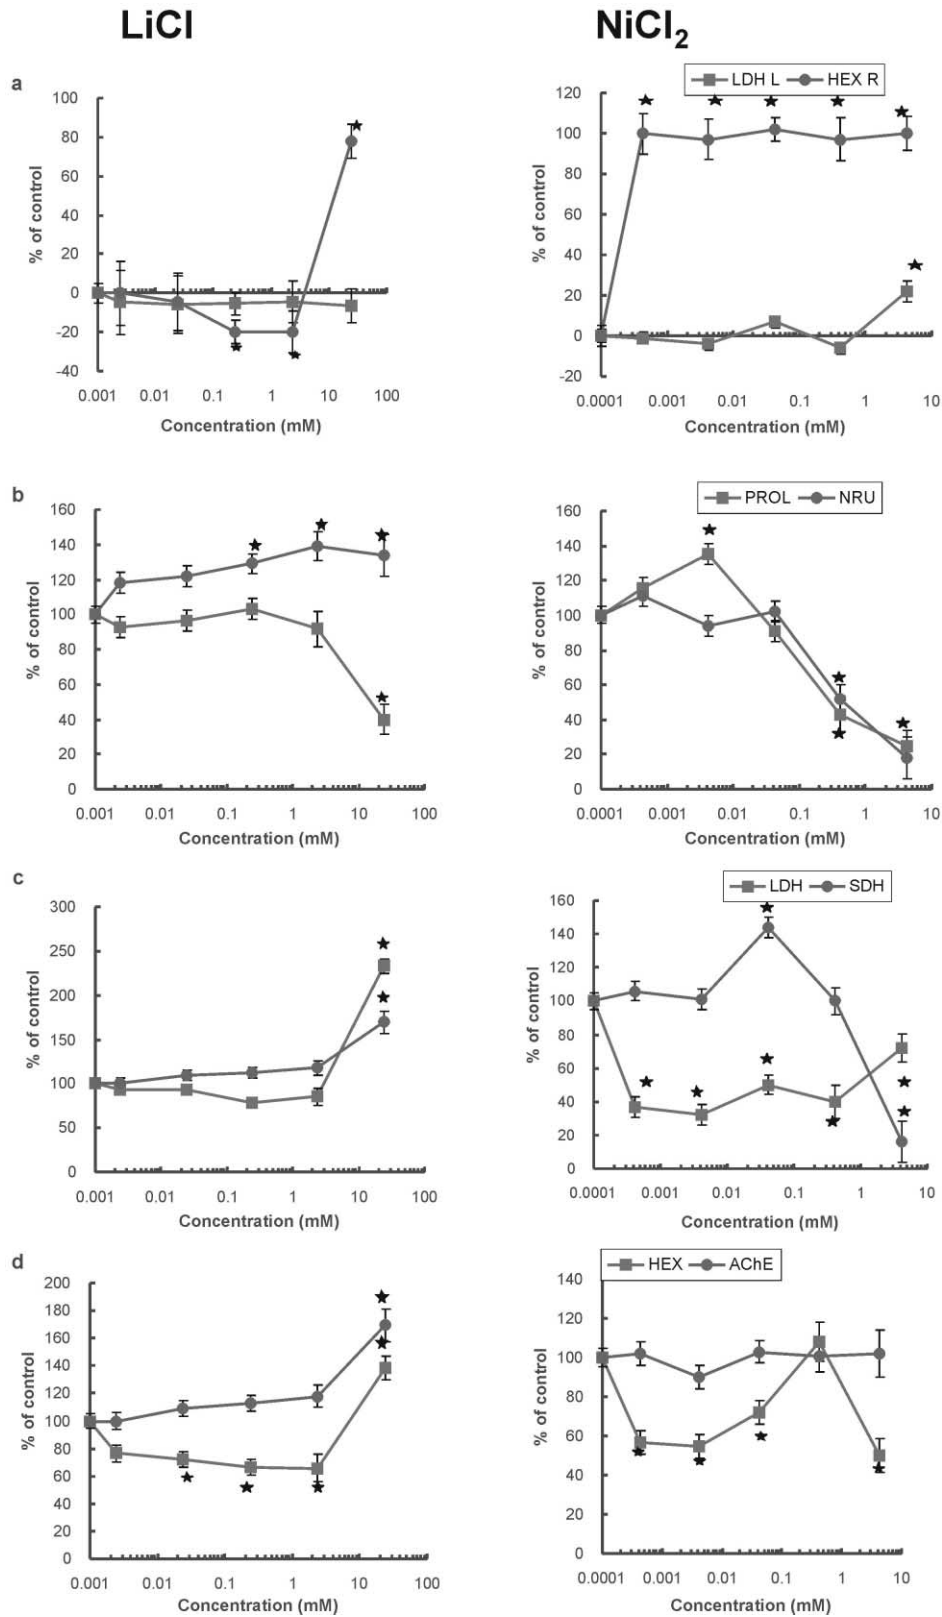 LiCl
NiCl2
a
LDH L HEX R
100
80
60
40
20
0
-20
-40
% of control
0.001 0.01 0.1 1 10 100
Concentration (mM)
120
100
80
60
40
20
0
-20
% of control
0.0001 0.001 0.01 0.1 1 10
Concentration (mM)
b
PROL NRU
160
140
120
100
80
60
40
20
0
% of control
0.001 0.01 0.1 1 10 100
Concentration (mM)
160
140
120
100
80
60
40
20
0
% of control
0.0001 0.001 0.01 0.1 1 10
Concentration (mM)
c
LDH SDH
300
250
200
150
100
50
0
% of control
0.001 0.01 0.1 1 10 100
Concentration (mM)
160
140
120
100
80
60
40
20
0
% of control
0.0001 0.001 0.01 0.1 1 10
Concentration (mM)
d
HEX AChE
200
180
160
140
120
100
80
60
40
20
0
% of control
0.001 0.01 0.1 1 10 100
Concentration (mM)
140
120
100
80
60
40
20
0
% of control
0.0001 0.001 0.01 0.1 1 10
Concentration (mM)